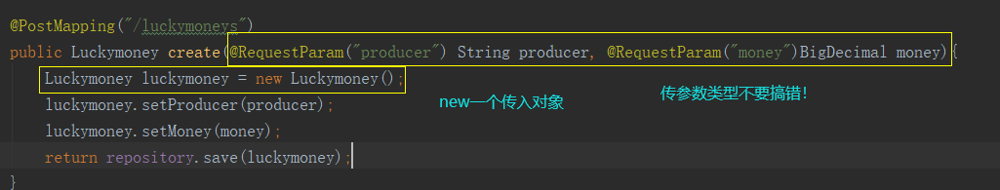 @PostMapping("/luckymoneys")
public Luckymoney create(@RequestParam("producer") String producer, @RequestParam("money")BigDecimal money){
Luckymoney luckymoney = new Luckymoney();
luckymoney.setProducer(producer);
new一个传入对象
传参数类型不要搞错！
luckymoney.setMoney(money);
return repository.save(luckymoney);
}